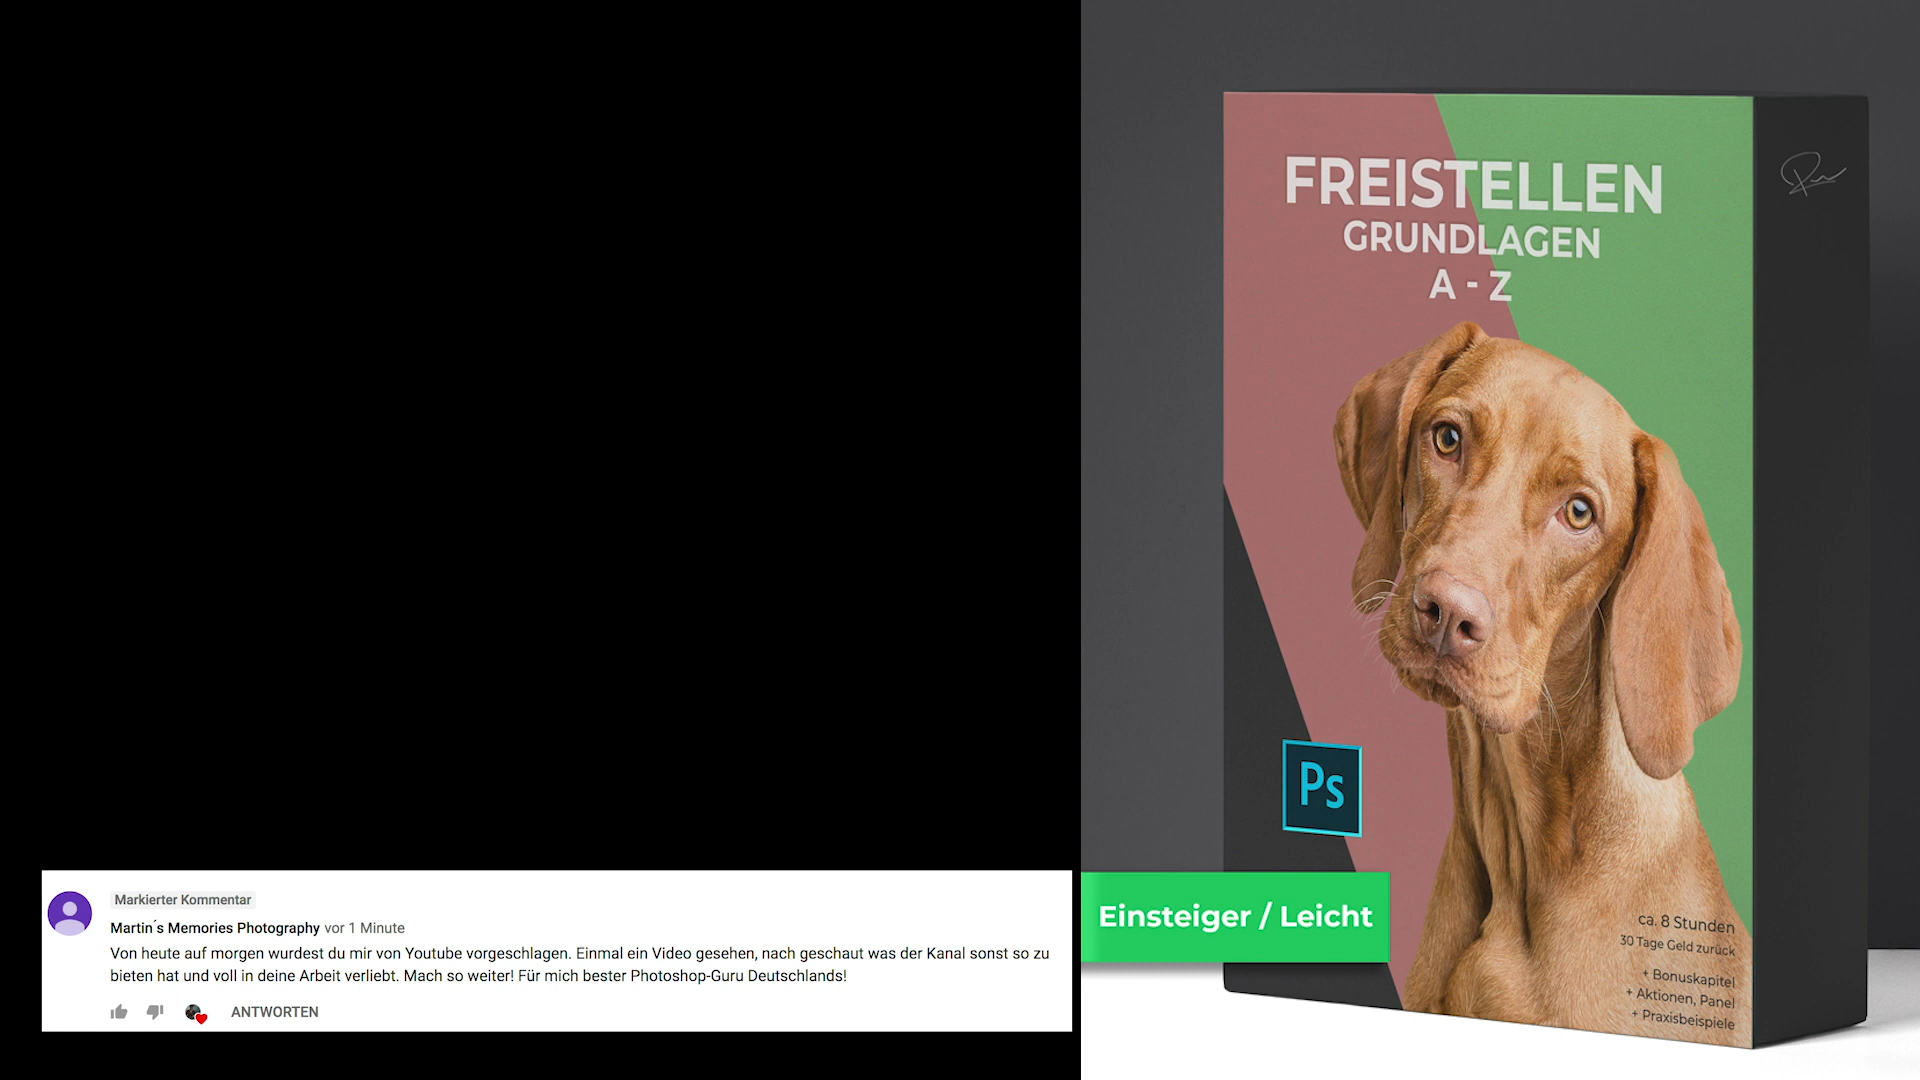 Markierter Kommentar
Martin´s Memories Photography vor 1 Minute
Von heute auf morgen wurdest du mir von Youtube vorgeschlagen. Einmal ein Video gesehen, nach geschaut was der Kanal sonst so zu
bieten hat und voll in deine Arbeit verliebt. Mach so weiter! Für mich bester Photoshop-Guru Deutschlands!
ANTWORTEN
FREISTELLEN
GRUNDLAGEN
A - Z
Ps
Einsteiger / Leicht
ca. 8 Stunden
30 Tage Geld zurück
+ Bonuskapitel
+ Aktionen, Panel
+ Praxisbeispiele